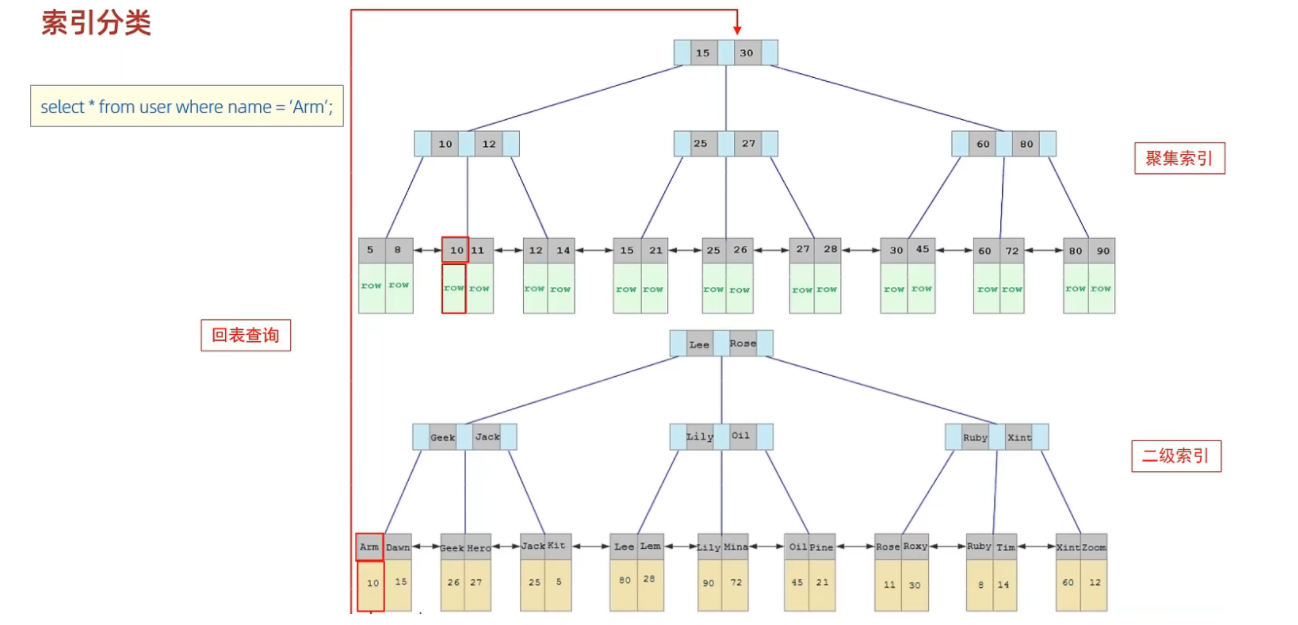 索引分类
select * from user where name = ‘Arm’;
15 30
10 12
25 27
60 80
聚集索引
5 8 10 11 12 14 15 21 25 26 27 28 30 45 60 72 80 90
row row row row row row row row row row row row row row row row row row
回表查询
Lee Rose
Geek Jack
Lily Oil
Ruby Xint
二级索引
Arm Dawn Geek Hero Jack Kit Lee Lem Lily Mina Oil Pine Rose Roxy Ruby Tim Xint Zoom
10 15 26 27 25 5 80 28 90 72 45 21 11 30 8 14 60 12